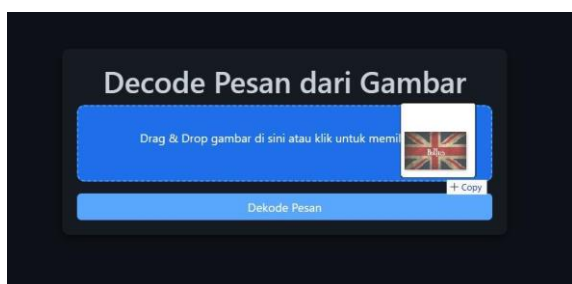 Decode Pesan dari Gambar
Drag & Drop gambar di sini atau klik untuk memil
+ Copy
Dekode Pesan